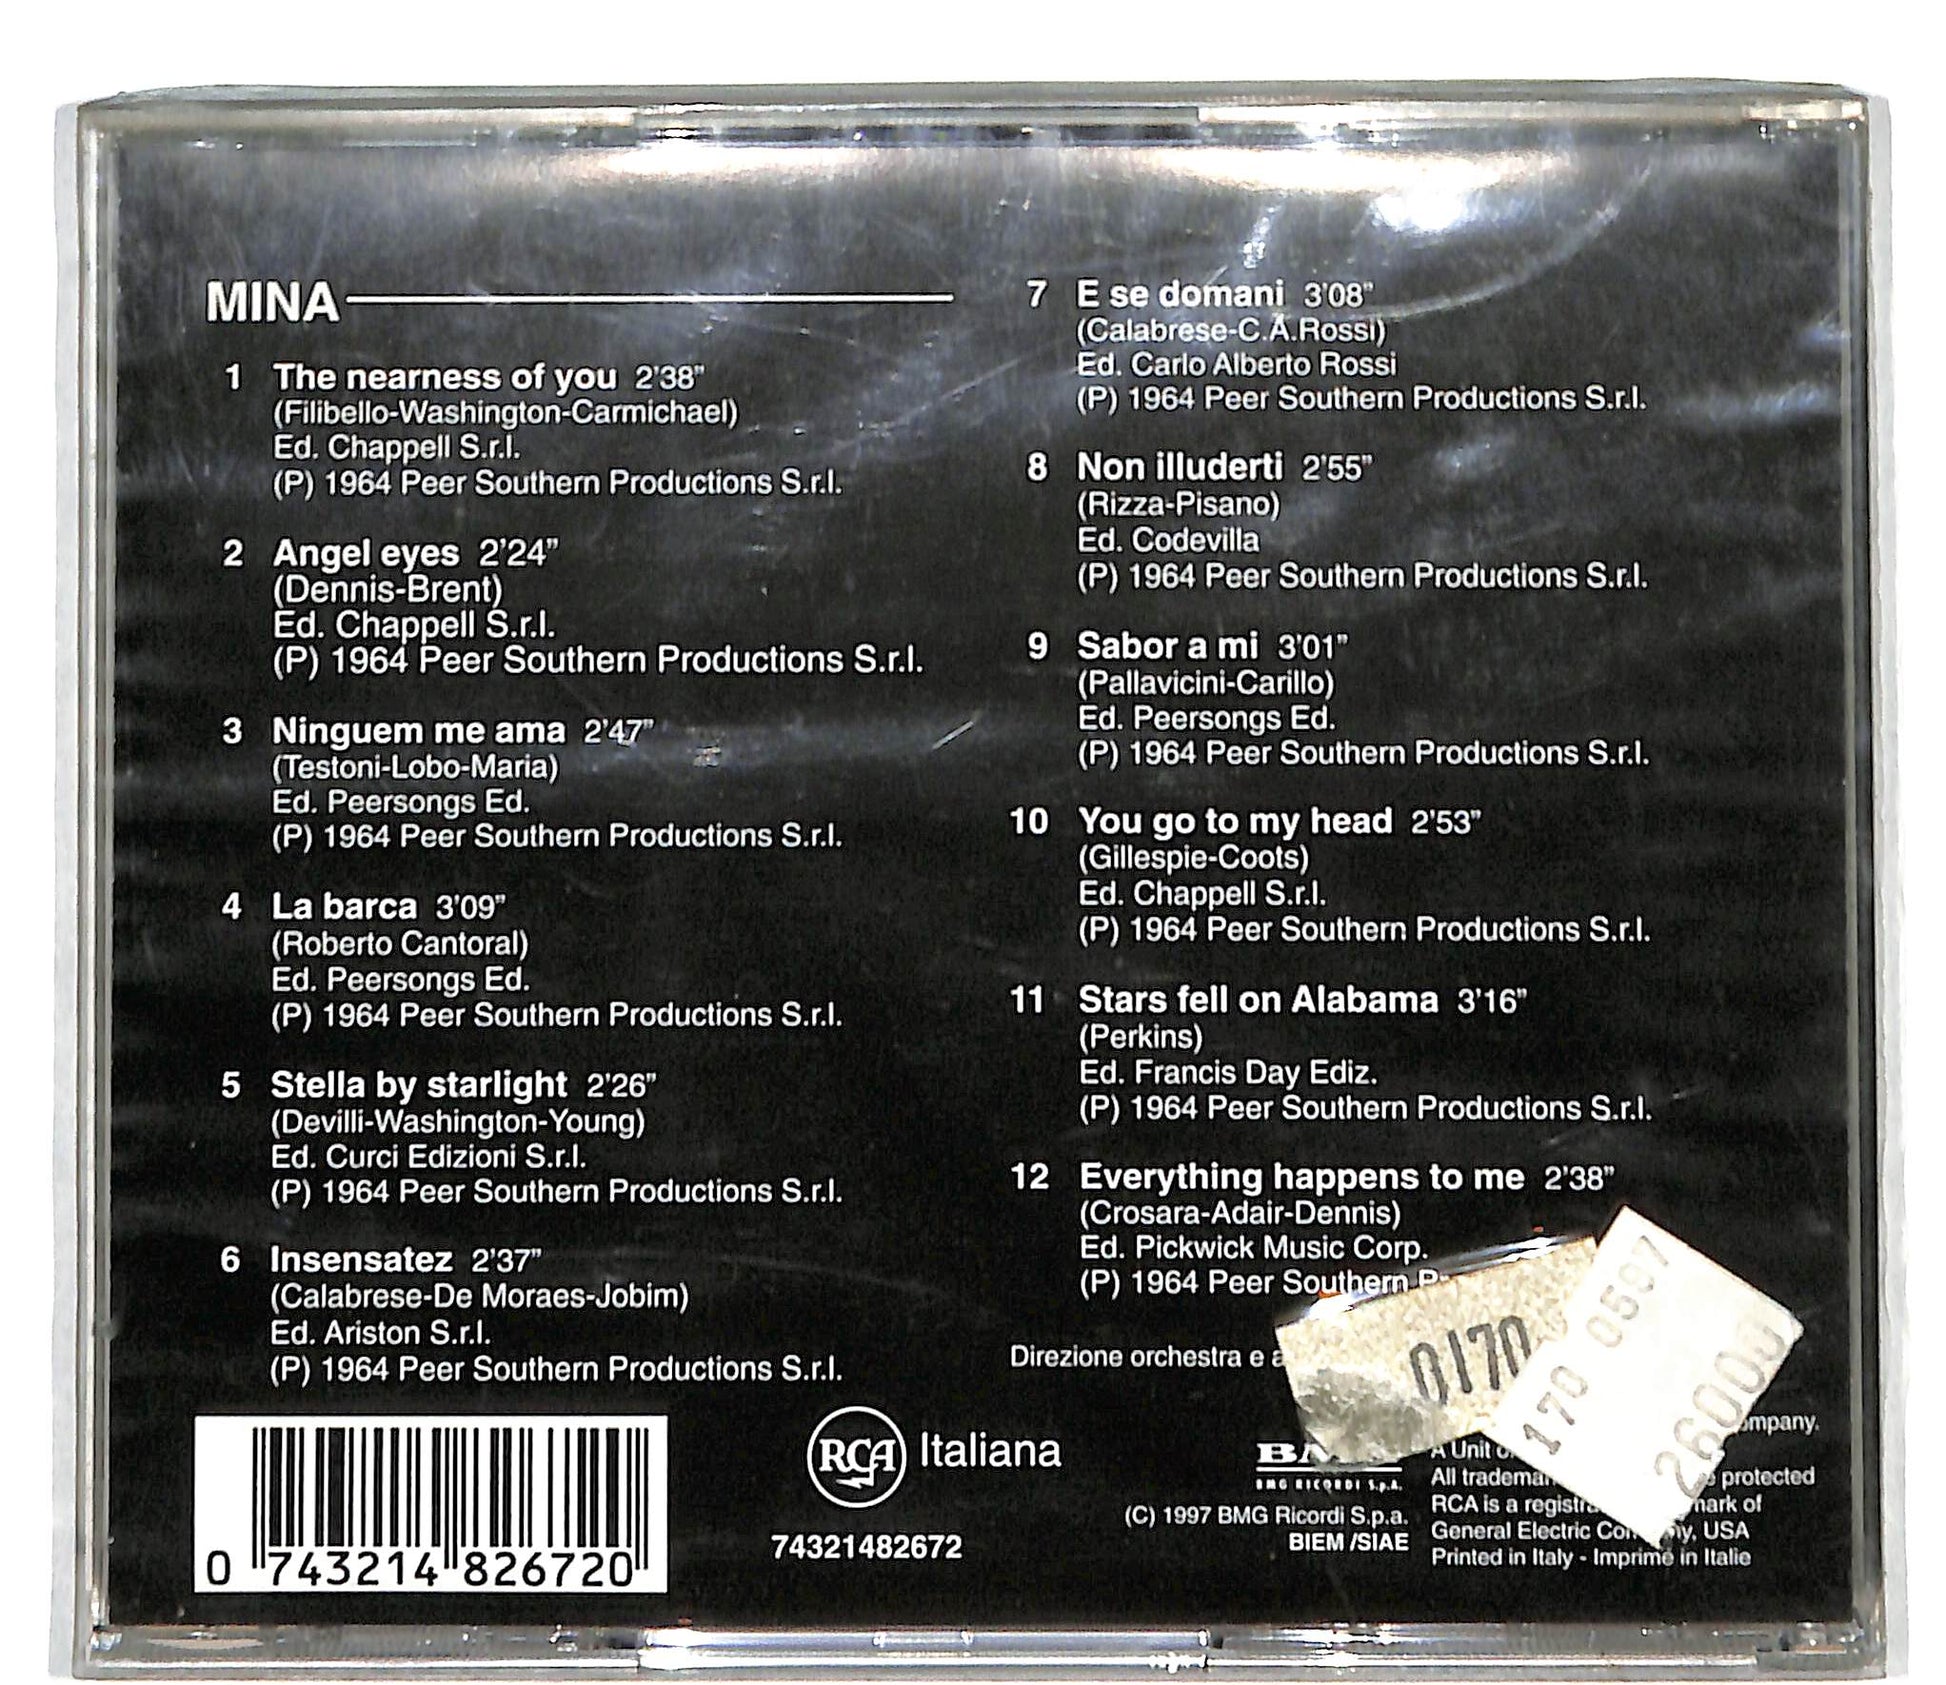 MINA
1 The nearness of you 2'38"
(Filibello-Washington-Carmichael)
Ed. Chappell S.r.l.
(P) 1964 Peer Southern Productions S.r.l.
2 Angel eyes 2'24"
(Dennis-Brent)
Ed. Chappell S.r.l.
(P) 1964 Peer Southern Productions S.r.l.
3 Ninguem me ama 2'47"
(Testoni-Lobo-Maria)
Ed. Peersongs Ed.
(P) 1964 Peer Southern Productions S.r.l.
4 La barca 3'09"
(Roberto Cantoral)
Ed. Peersongs Ed.
(P) 1964 Peer Southern Productions S.r.l.
5 Stella by starlight 2'26"
(Devilli-Washington-Young)
Ed. Curci Edizioni S.r.l.
(P) 1964 Peer Southern Productions S.r.l.
6 Insensatez 2'37"
(Calabrese-De Moraes-Jobim)
Ed. Ariston S.r.l.
(P) 1964 Peer Southern Productions S.r.l.
7 E se domani 3'08"
(Calabrese-C.A.Rossi)
Ed. Carlo Alberto Rossi
(P) 1964 Peer Southern Productions S.r.l.
8 Non illuderti 2'55"
(Rizza-Pisano)
Ed. Codevilla
(P) 1964 Peer Southern Productions S.r.l.
9 Sabor a mi 3'01"
(Pallavicini-Carillo)
Ed. Peersongs Ed.
(P) 1964 Peer Southern Productions S.r.l.
10 You go to my head 2'53"
(Gillespie-Coots)
Ed. Chappell S.r.l.
(P) 1964 Peer Southern Productions S.r.l.
11 Stars fell on Alabama 3'16"
(Perkins)
Ed. Francis Day Ediz.
(P) 1964 Peer Southern Productions S.r.l.
12 Everything happens to me 2'38"
(Crosara-Adair-Dennis)
Ed. Pickwick Music Corp.
(P) 1964 Peer Southern
Direzione orchestra e
0170
170 0597
26000
0 743214 826720
RCA Italiana
74321482672
BMG RICORDI S.p.A.
(C) 1997 BMG Ricordi S.p.a.
BIEM /SIAE
A Unit
All protected
RCA is a of
General Electric USA
Printed in Italy - Imprimé in Italie